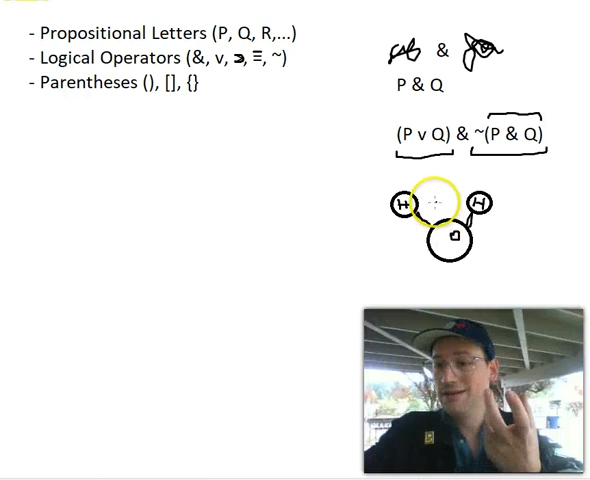 - Propositional Letters (P, Q, R,...)
- Logical Operators (&, v, ⊃, ≡, ~)
- Parentheses (), [], {}
&
P & Q
(P v Q) & ~(P & Q)
H H
O